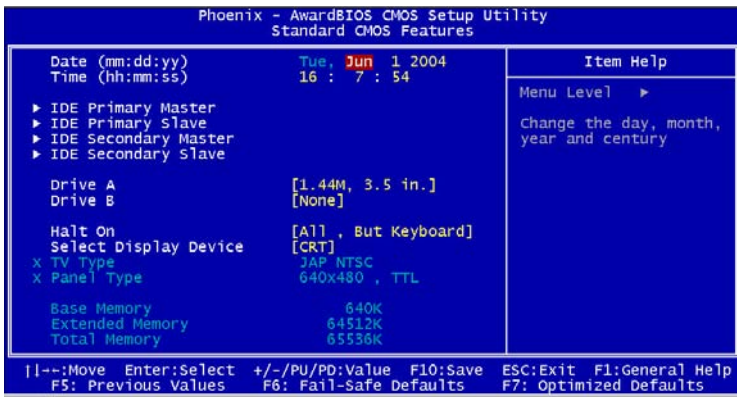 Phoenix - AwardBIOS CMOS Setup Utility
Standard CMOS Features
Date (mm:dd:yy) Tue, Jun 1 2004
Time (hh:mm:ss) 16 : 7 : 54
► IDE Primary Master
► IDE Primary Slave
► IDE Secondary Master
► IDE Secondary Slave
Drive A [1.44M, 3.5 in.]
Drive B [None]
Halt On [All , But Keyboard]
Select Display Device [CRT]
x TV Type JAP NTSC
x Panel Type 640x480 , TTL
Base Memory 640K
Extended Memory 64512K
Total Memory 65536K
Item Help
Menu Level ►
Change the day, month,
year and century
↑↓→←:Move Enter:Select +/-/PU/PD:Value F10:Save ESC:Exit F1:General Help
F5: Previous Values F6: Fail-Safe Defaults F7: Optimized Defaults